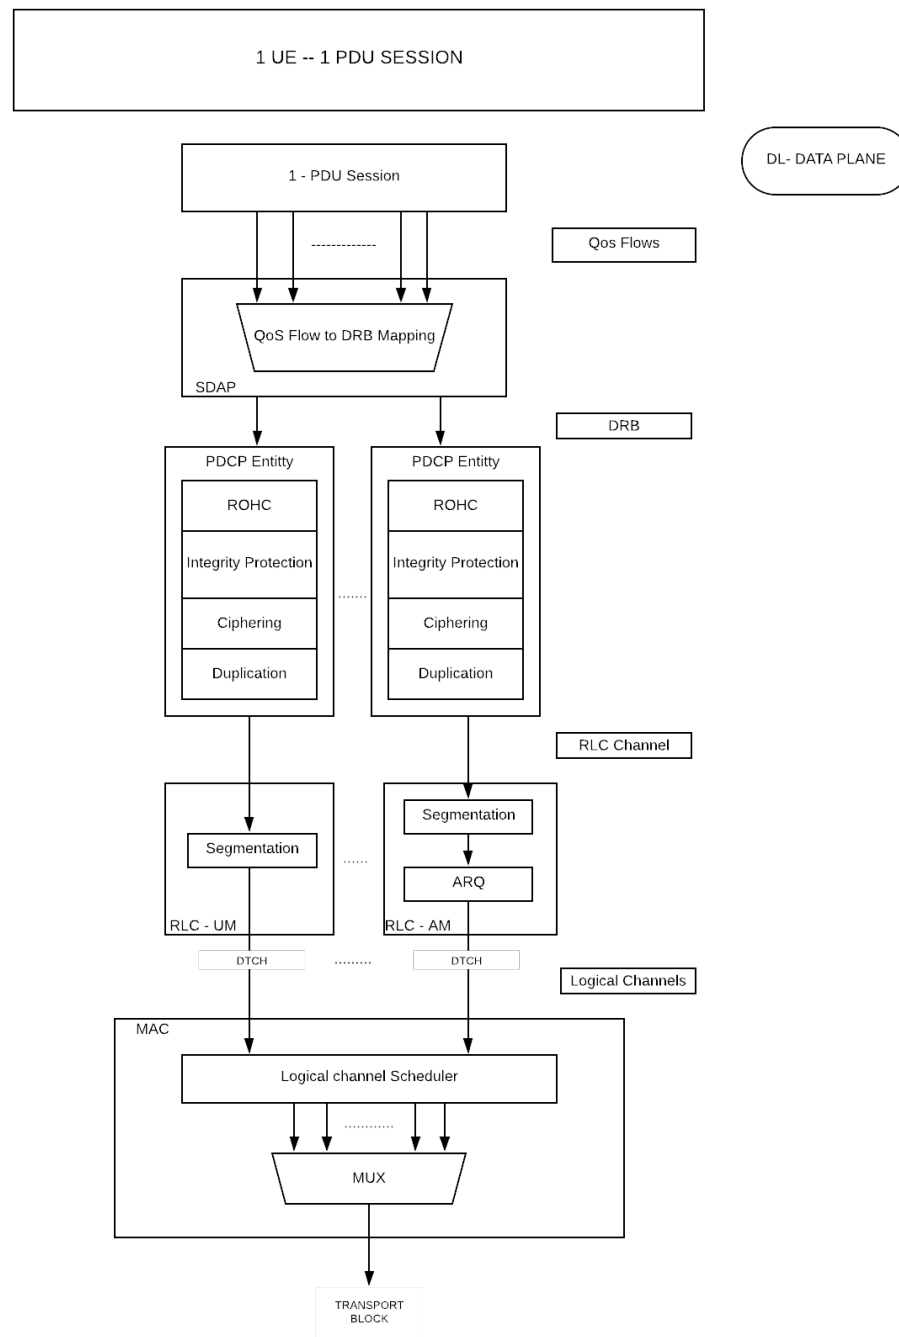 1 UE -- 1 PDU SESSION
DL- DATA PLANE
1 - PDU Session
-------------
Qos Flows
QoS Flow to DRB Mapping
SDAP
DRB
PDCP Entitty
PDCP Entitty
ROHC
ROHC
Integrity Protection
Integrity Protection
.......
Ciphering
Ciphering
Duplication
Duplication
RLC Channel
Segmentation
Segmentation
......
ARQ
RLC - UM
RLC - AM
DTCH
.........
DTCH
Logical Channels
MAC
Logical channel Scheduler
............
MUX
TRANSPORT
BLOCK